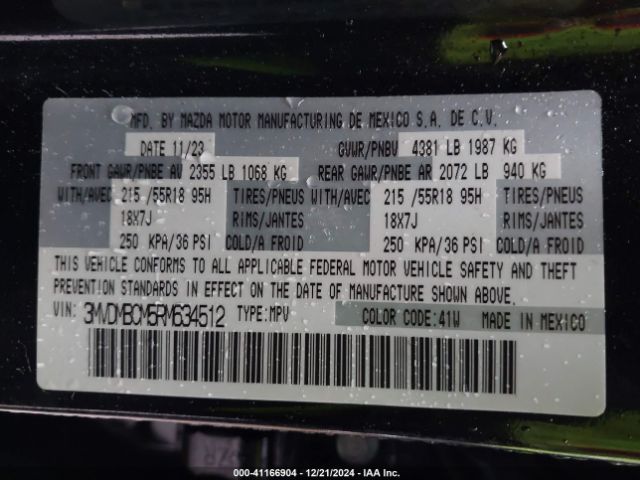 MFD. BY MAZDA MOTOR MANUFACTURING DE MEXICO S.A. DE C.V.
DATE 11/23 GVWR/PNBV 4381 LB 1987 KG
FRONT GAWR/PNBE AV 2355 LB 1068 KG REAR GAWR/PNBE AR 2072 LB 940 KG
WITH/AVEC 215 /55R18 95H TIRES/PNEUS WITH/AVEC 215 /55R18 95H TIRES/PNEUS
18X7J RIMS/JANTES 18X7J RIMS/JANTES
250 KPA/36 PSI COLD/A FROID 250 KPA/36 PSI COLD/A FROID
THIS VEHICLE CONFORMS TO ALL APPLICABLE FEDERAL MOTOR VEHICLE SAFETY AND THEFT
PREVENTION STANDARDS IN EFFECT ON THE DATE OF MANUFACTURE SHOWN ABOVE.
VIN: 3MVDMBCM5RM634512 TYPE:MPV COLOR CODE:41W MADE IN MEXICO
000-41166904 - 12/21/2024 - IAA Inc.